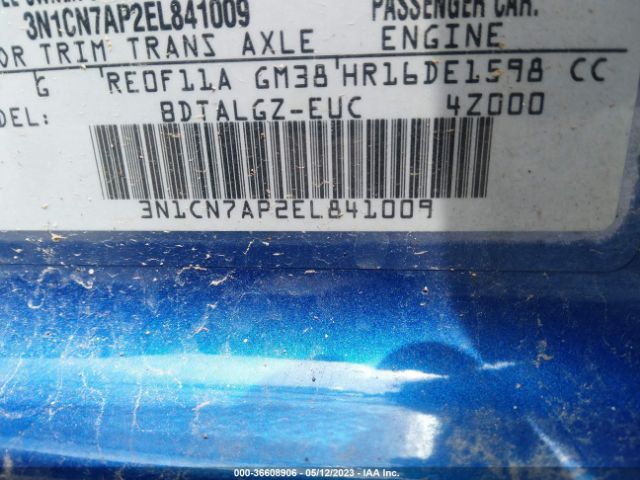 3N1CN7AP2EL841009 PASSENGER CAR.
OR TRIM TRANS AXLE ENGINE
G RE0F11A GM38 HR16DE1598 CC
DEL: BDTALGZ-EUC 4Z000
3N1CN7AP2EL841009
000-36608906 - 05/12/2023 - IAA Inc.